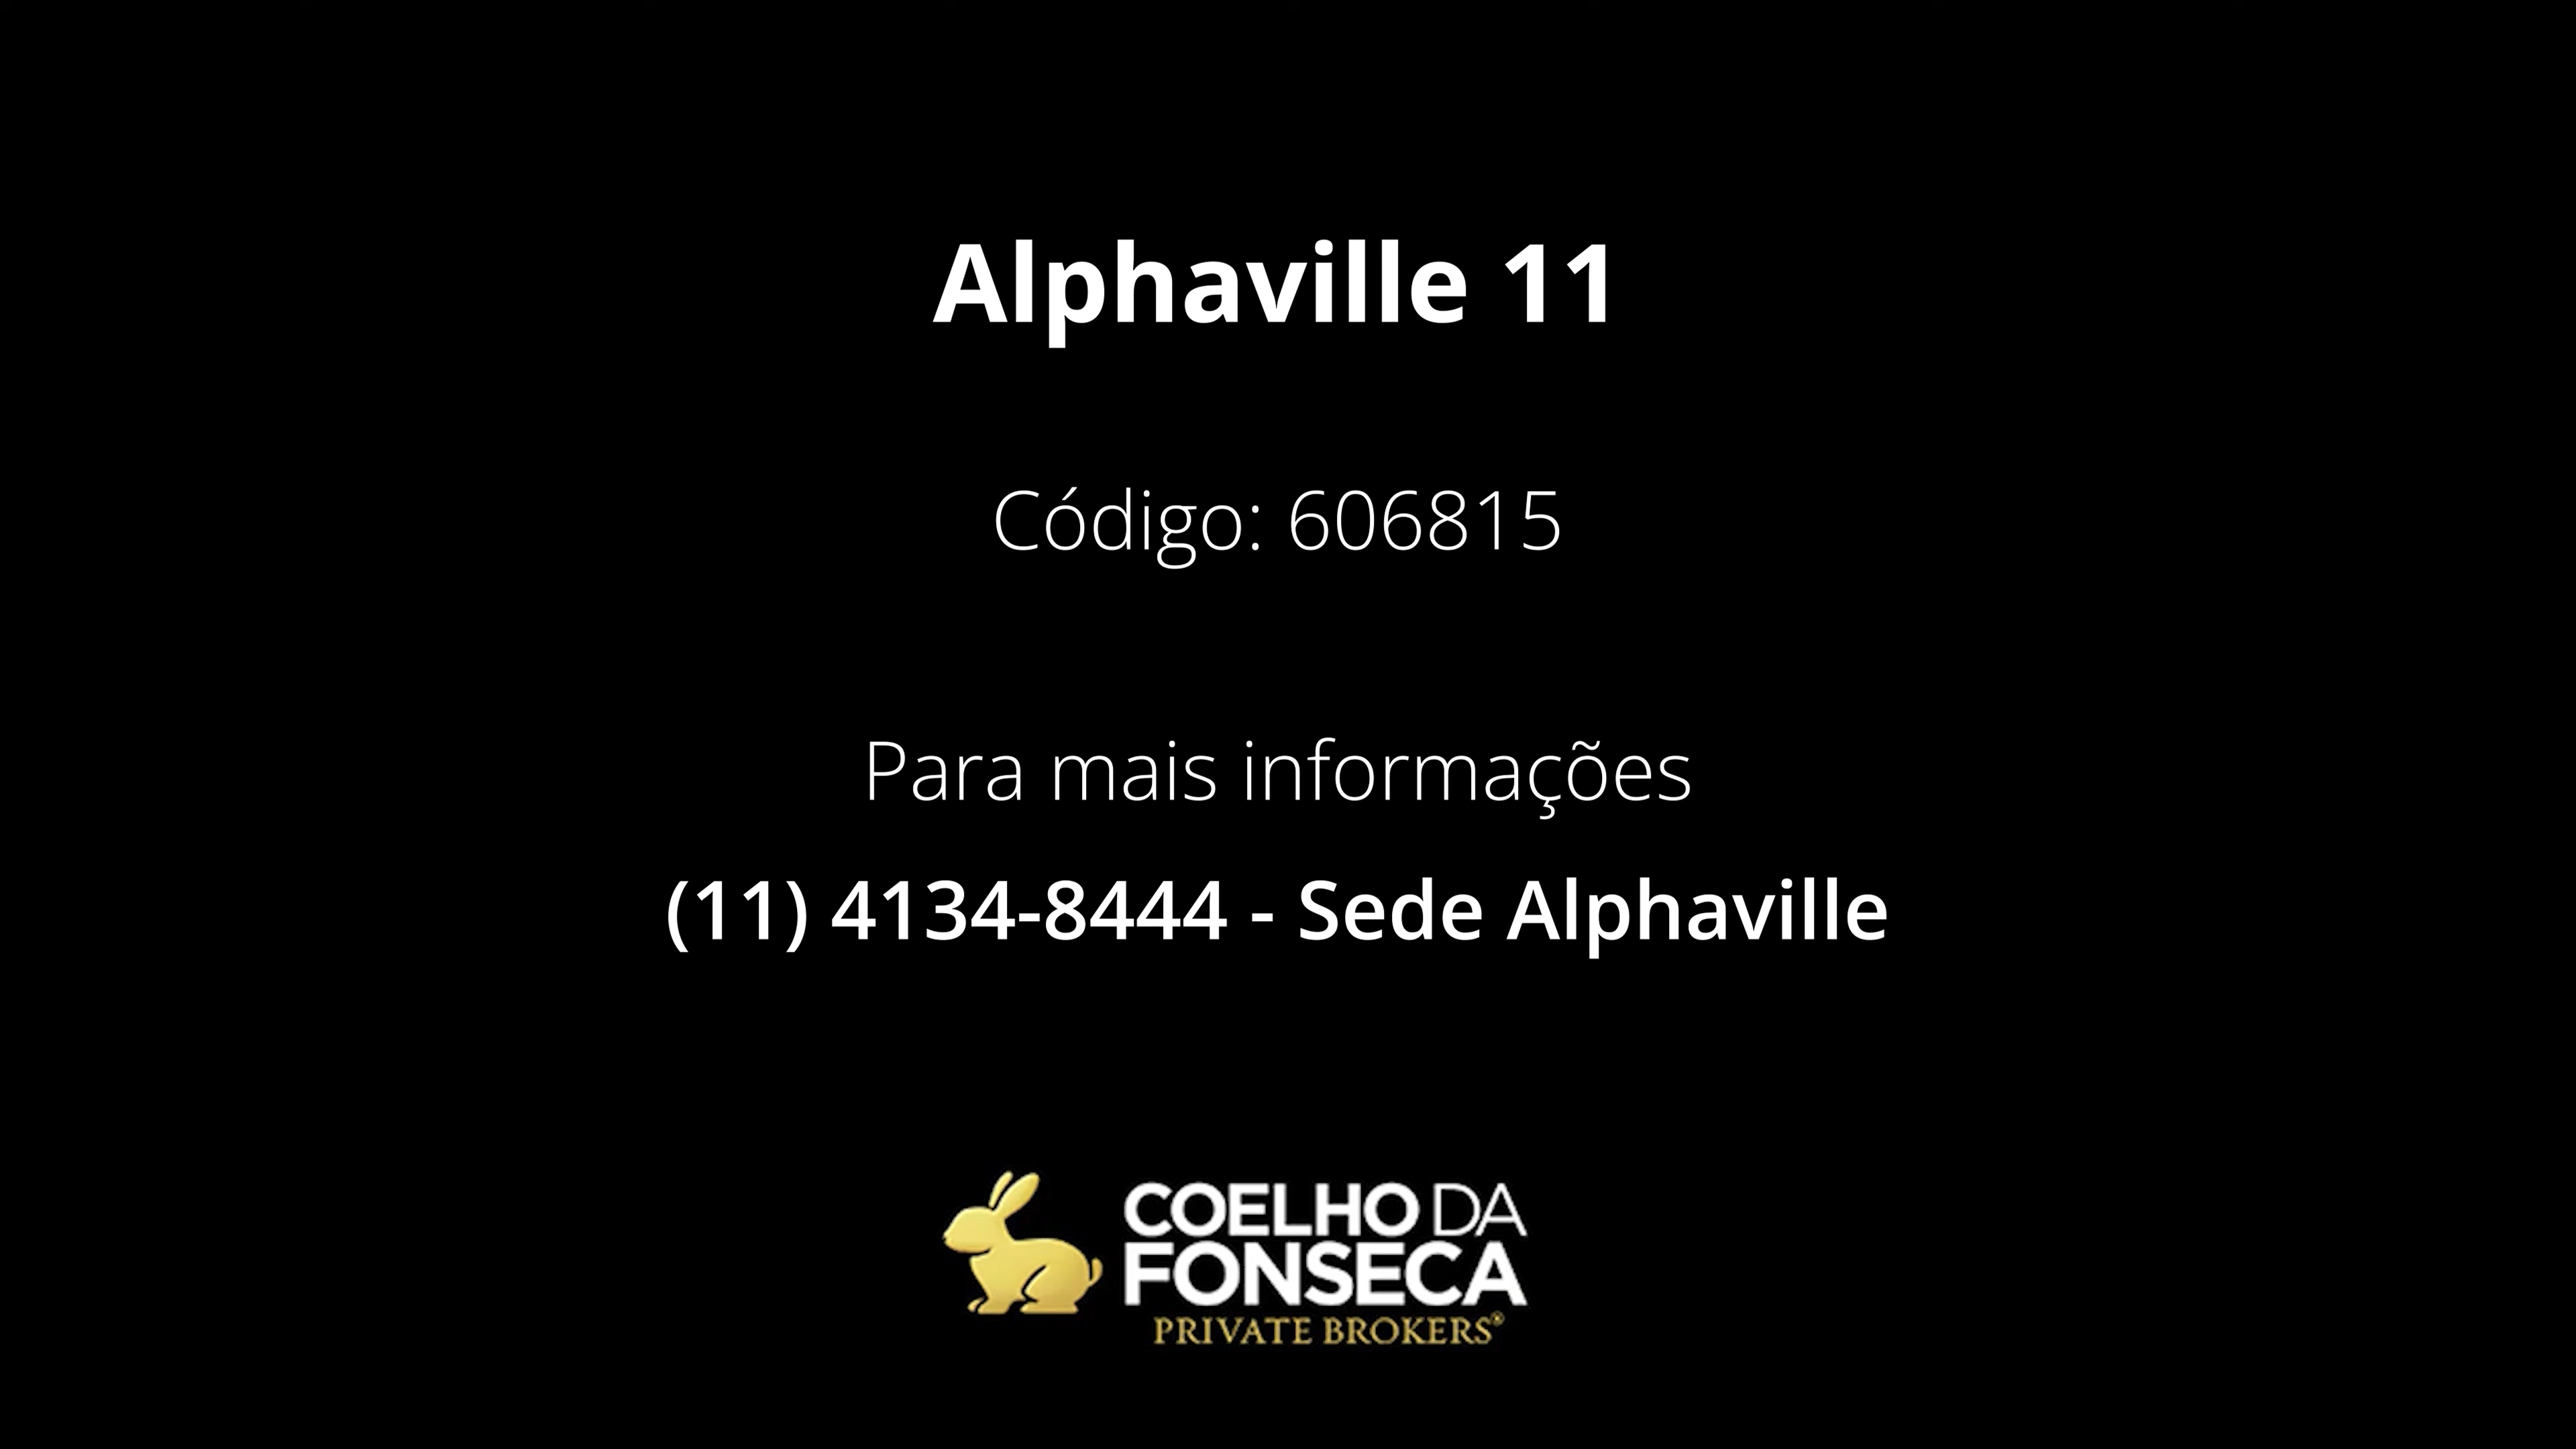 Alphaville 11
Código: 606815
Para mais informações
(11) 4134-8444 - Sede Alphaville
COELHO DA
FONSECA
PRIVATE BROKERS®